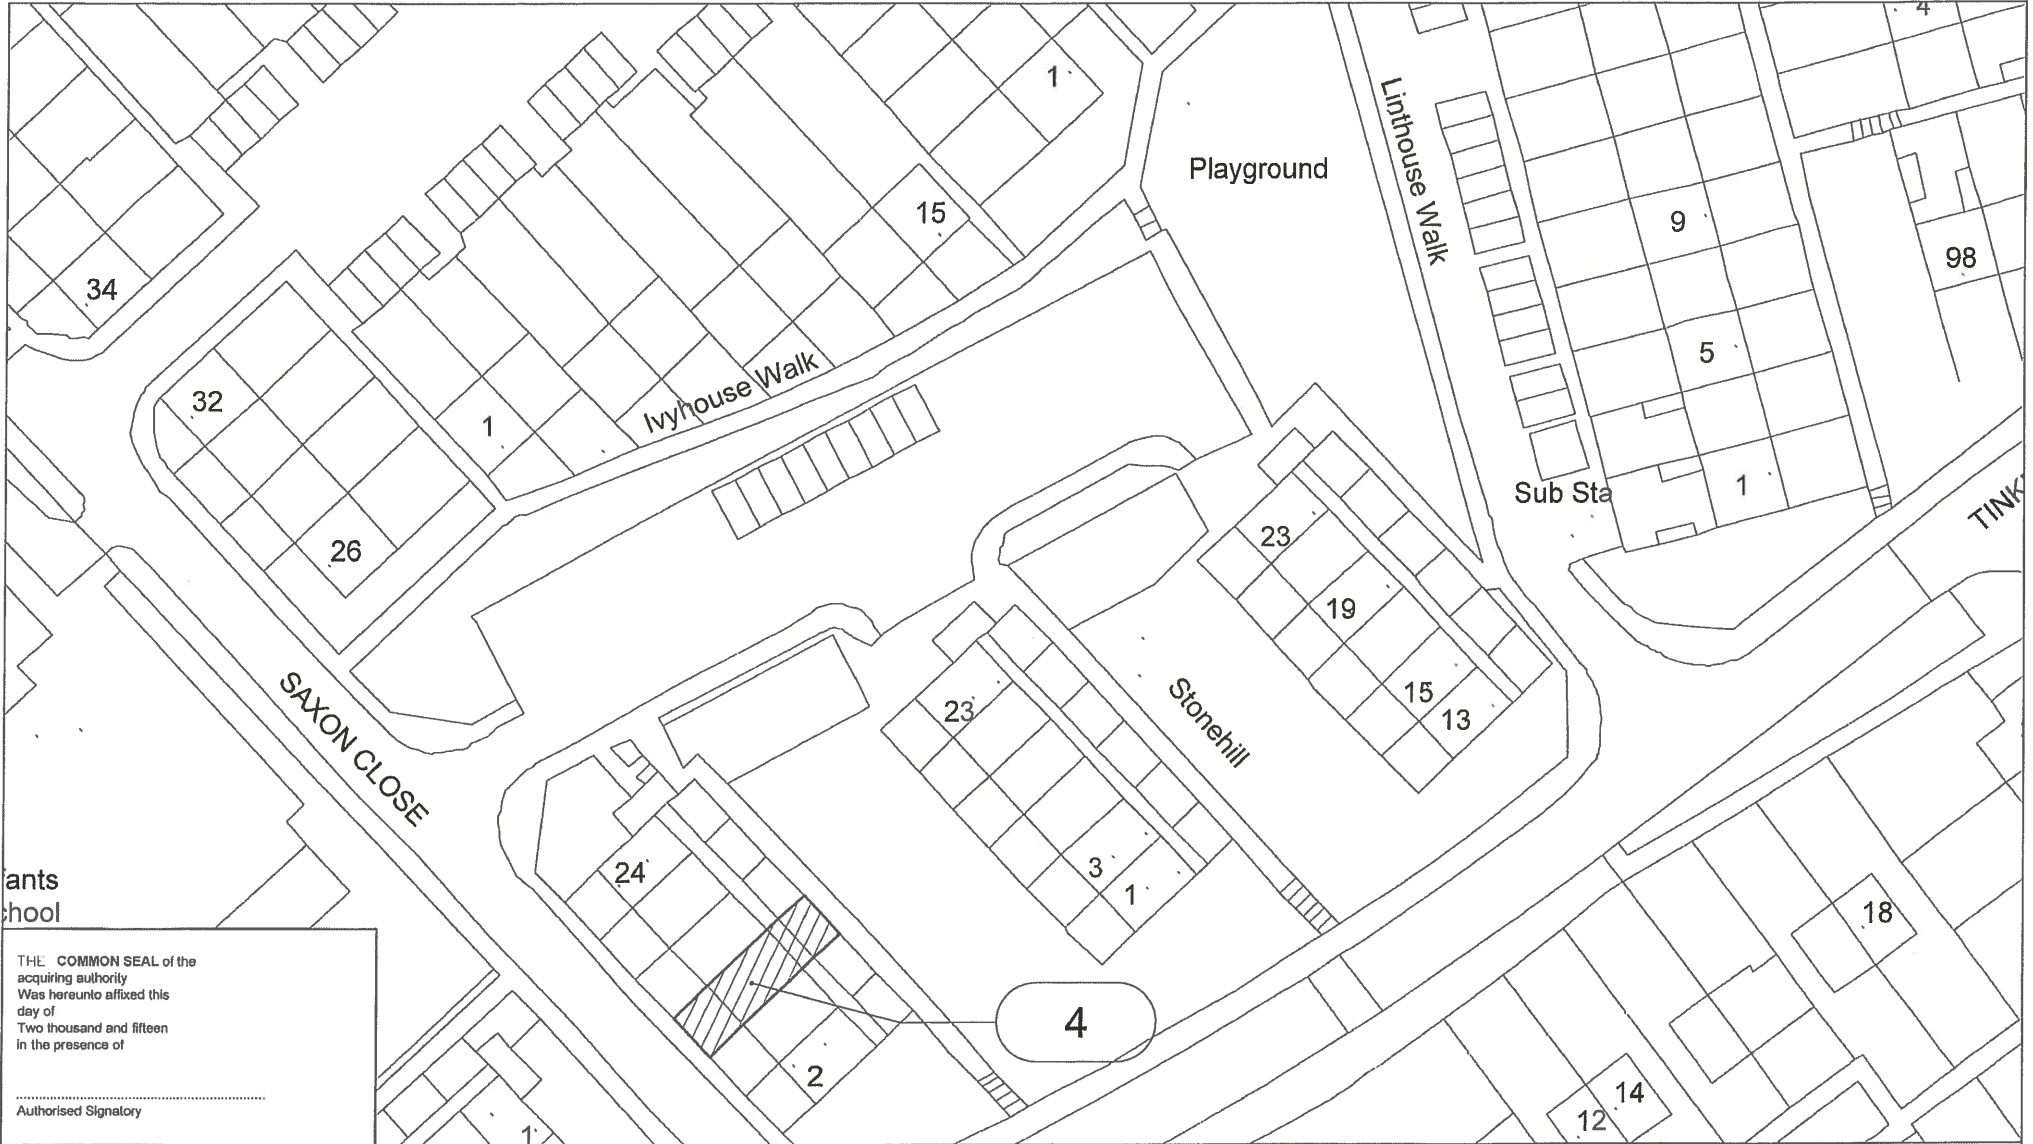 4
1
Playground
Linthouse Walk
15
9
98
34
5
Ivyhouse Walk
32
1
1
Sub Sta
TINK
26
23
19
15
13
Stonehill
23
SAXON CLOSE
24
3
1
ants
hool
18
4
2
14
12
1
THE COMMON SEAL of the
acquiring authority
Was hereunto affixed this
day of
Two thousand and fifteen
in the presence of
Authorised Signatory